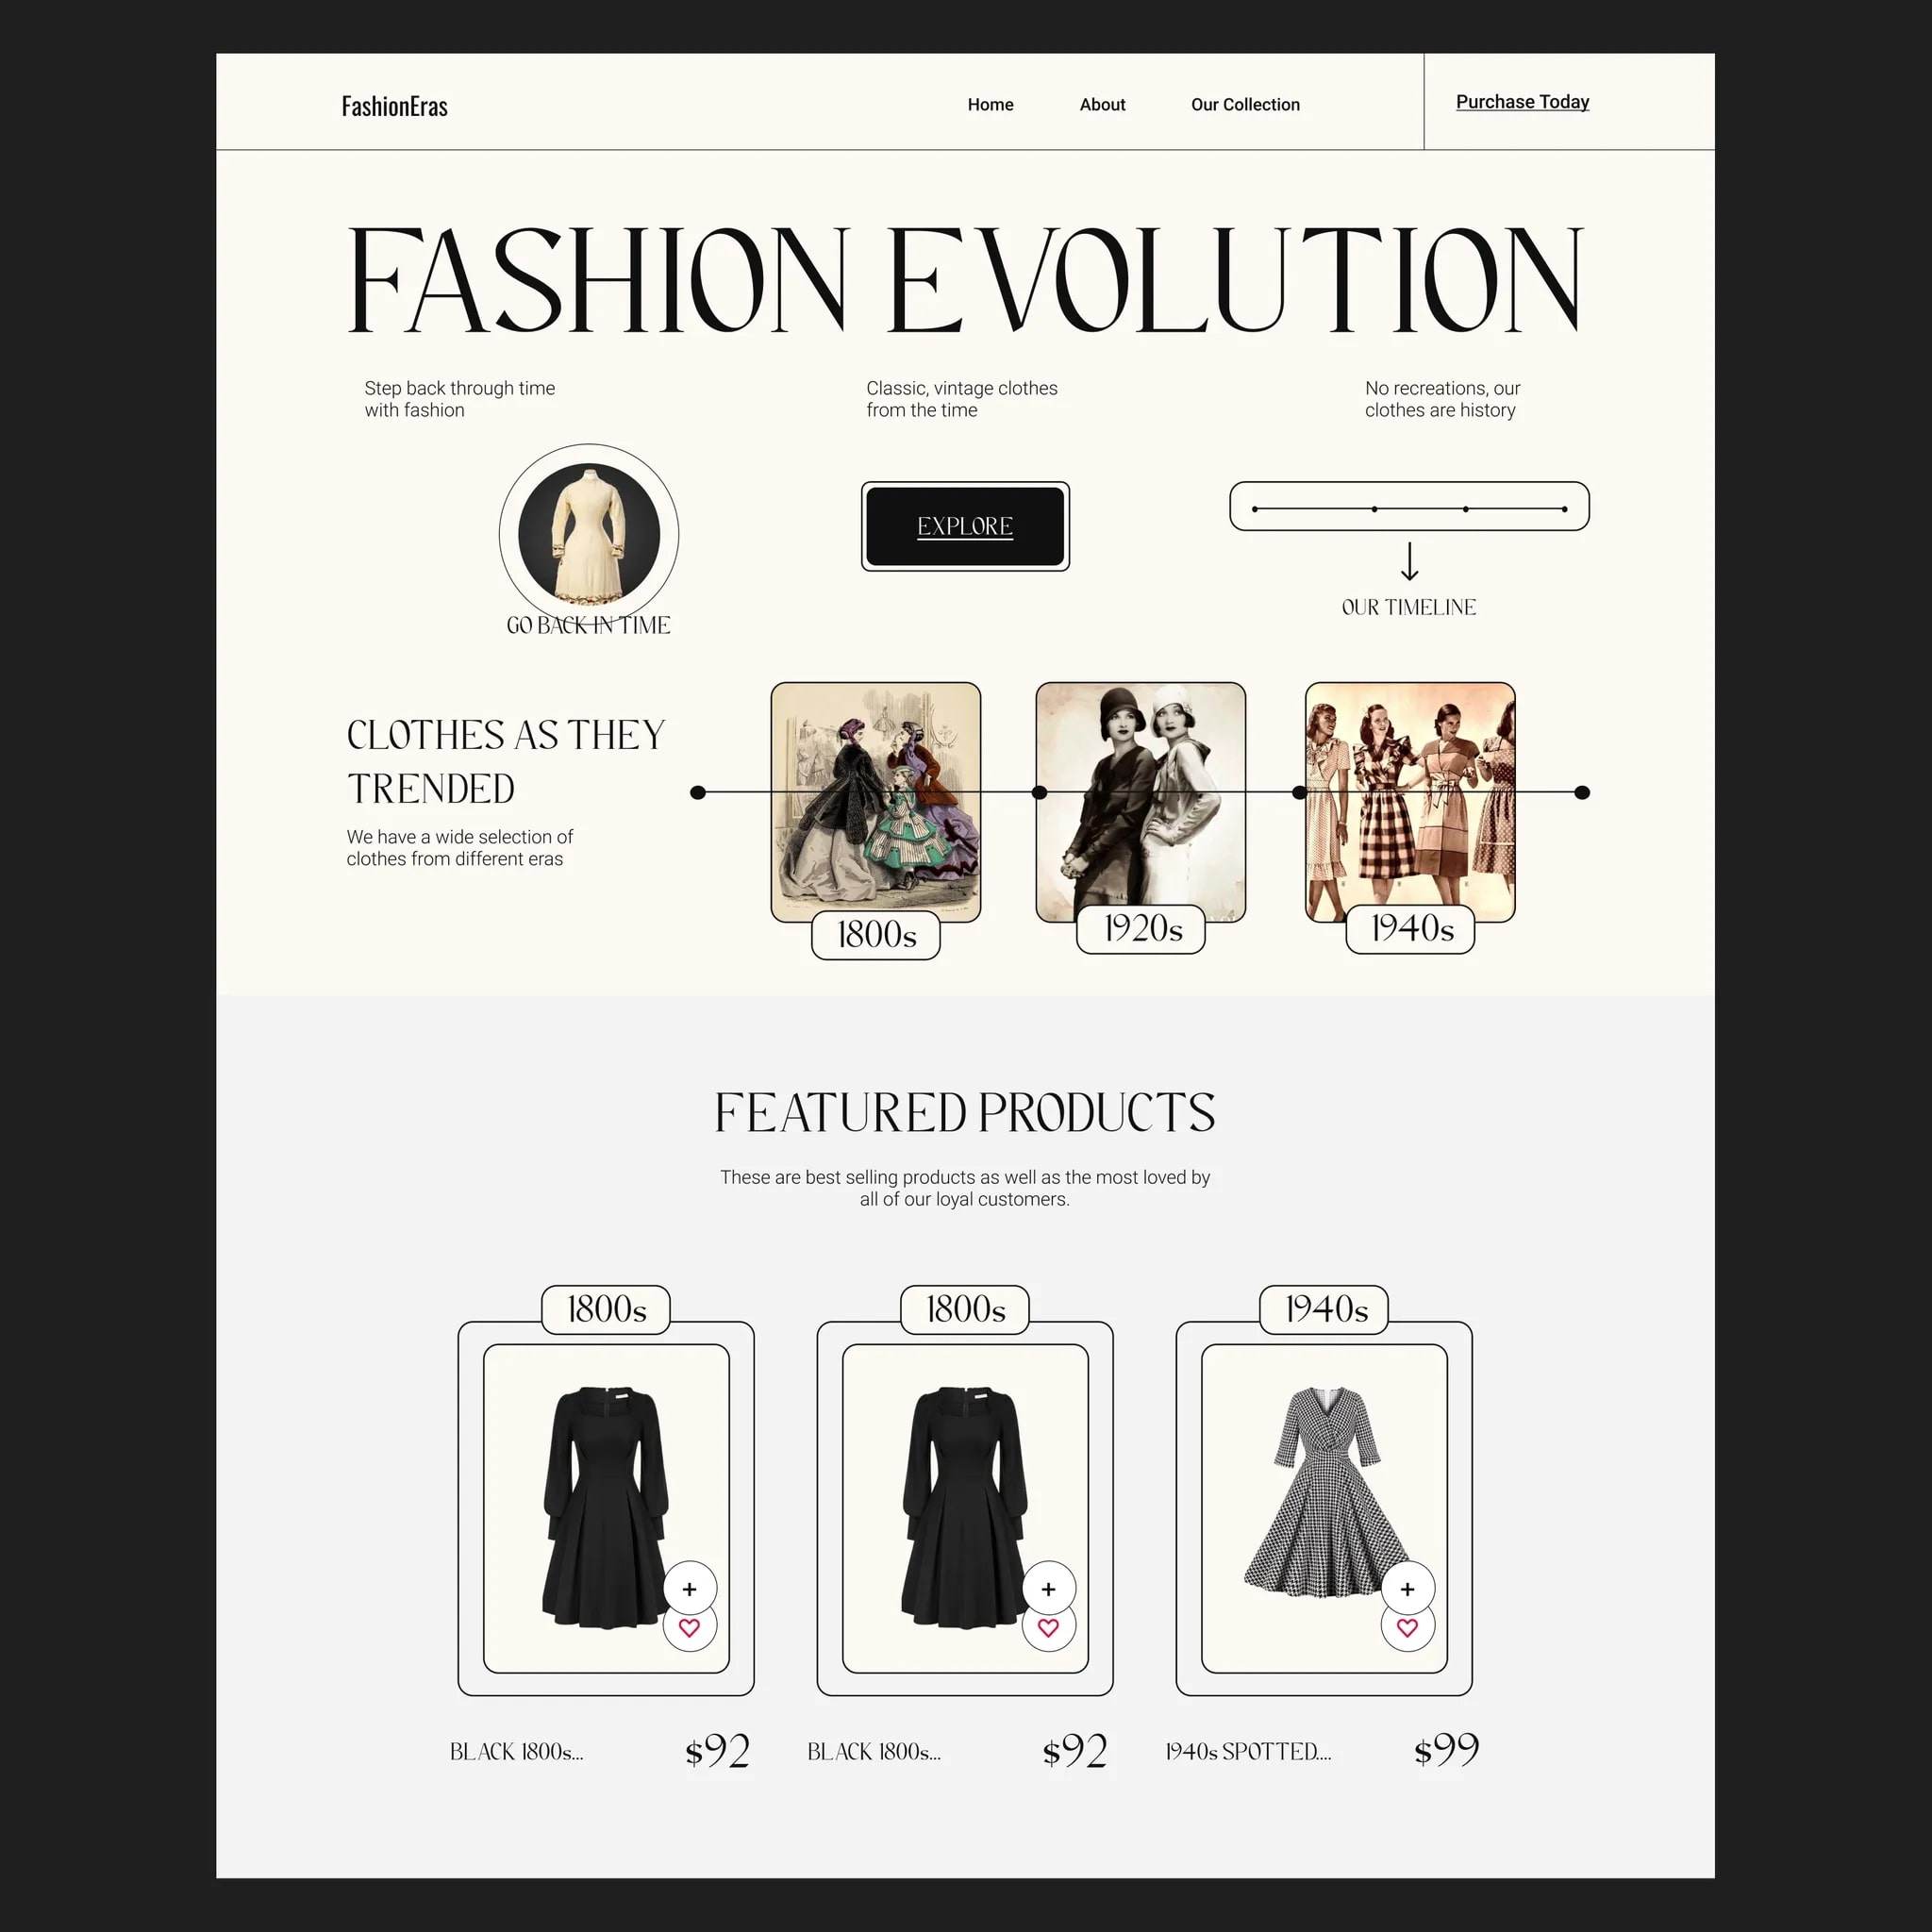 FashionEras
Home
About
Our Collection
Purchase Today
FASHION EVOLUTION
Step back through time
with fashion
Classic, vintage clothes
from the time
No recreations, our
clothes are history
EXPLORE
GO BACK IN TIME
OUR TIMELINE
CLOTHES AS THEY
TRENDED
We have a wide selection of
clothes from different eras
1800s
1920s
1940s
FEATURED PRODUCTS
These are best selling products as well as the most loved by
all of our loyal customers.
1800s
1800s
1940s
+
+
+
BLACK 1800s...
$92
BLACK 1800s...
$92
1940s SPOTTED....
$99